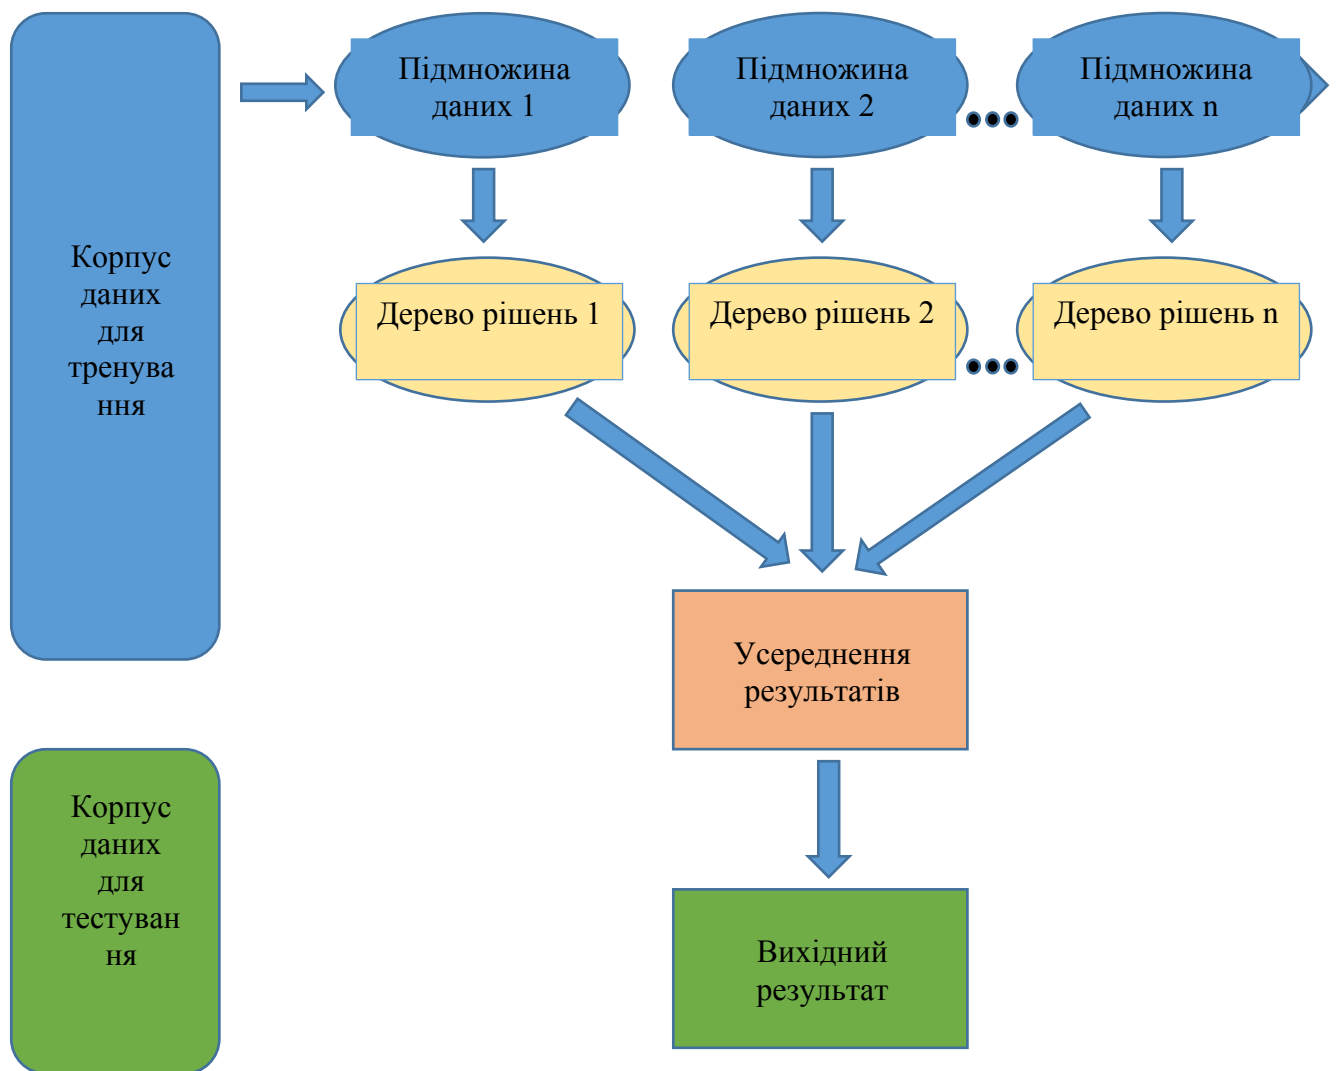 Корпус
даних
для
тренува
ння
Підмножина
даних 1
Підмножина
даних 2
Підмножина
даних n
Дерево рішень 1
Дерево рішень 2
Дерево рішень n
Усереднення
результатів
Корпус
даних
для
тестуван
ня
Вихідний
результат